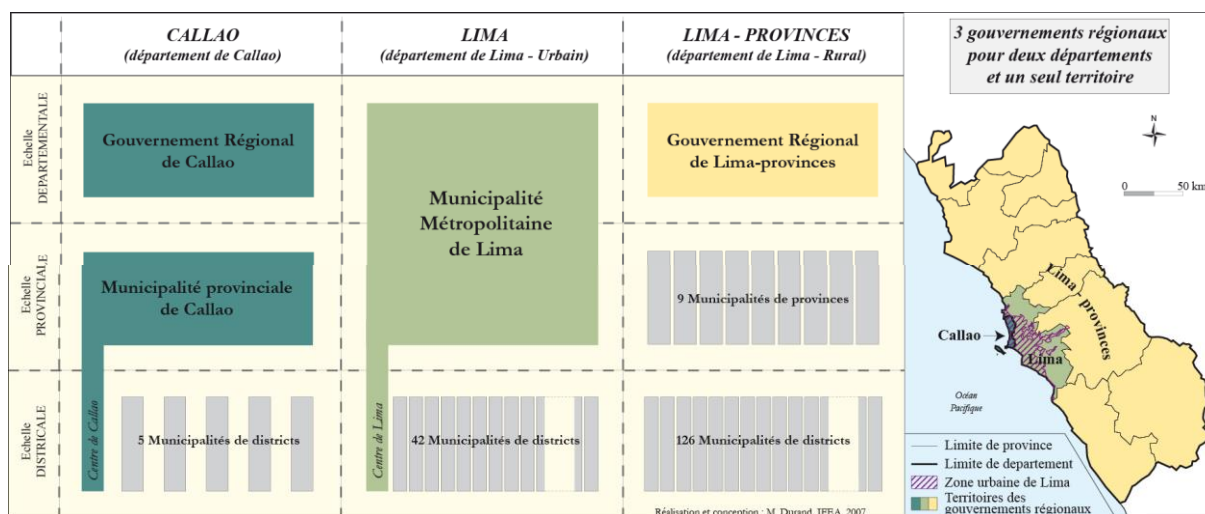 CALLAO
(département de Callao)
LIMA
(département de Lima - Urbain)
LIMA - PROVINCES
(département de Lima - Rural)
Echelle
DEPARTEMENTALE
Gouvernement Régional
de Callao
Municipalité
Métropolitaine
de Lima
Gouvernement Régional
de Lima-provinces
Echelle
PROVINCIALE
Municipalité provinciale
de Callao
9 Municipalités de provinces
Echelle
DISTRICALE
Centre de Callao
5 Municipalités de districts
Centre de Lima
42 Municipalités de districts
126 Municipalités de districts
Réalisation et conception : M. Durand, IFEA, 2007
3 gouvernements régionaux
pour deux départements
et un seul territoire
N
0 50 km
Lima - provinces
Callao
Lima
Océan
Pacifique
Limite de province
Limite de departement
Zone urbaine de Lima
Territoires des
gouvernements régionaux